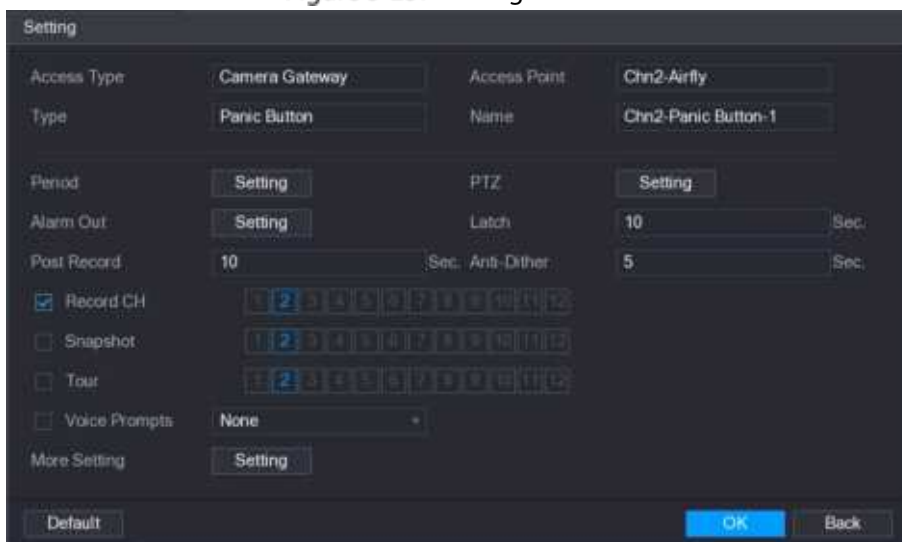 Setting
Access Type Camera Gateway Access Point Chn2-Airfly
Type Panic Button Name Chn2-Panic Button-1
Period Setting PTZ Setting
Alarm Out Setting Latch 10 Sec.
Post Record 10 Sec. Anti-Dither 5 Sec.
Record CH 1 2 3 4 5 6 7 8 9 10 11 12
Snapshot 1 2 3 4 5 6 7 8 9 10 11 12
Tour 1 2 3 4 5 6 7 8 9 10 11 12
Voice Prompts None
More Setting Setting
Default OK Back